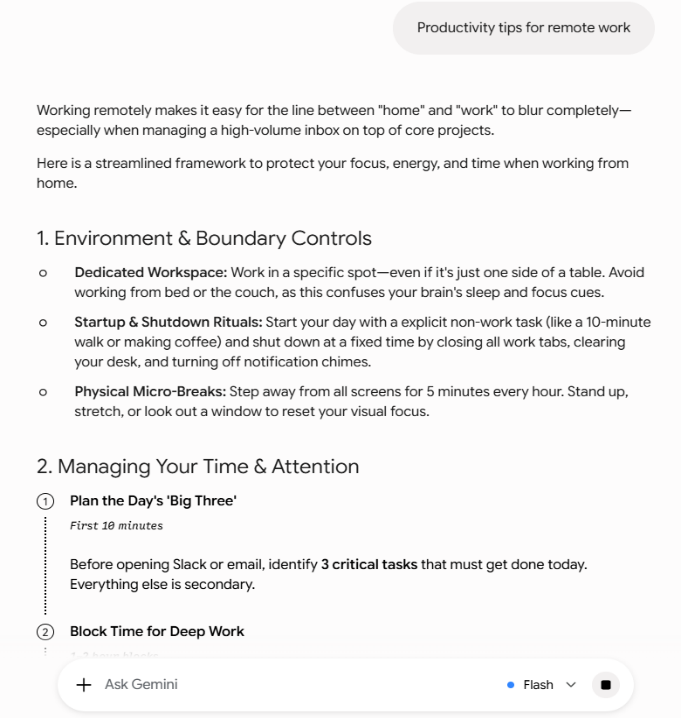 Productivity tips for remote work
Working remotely makes it easy for the line between "home" and "work" to blur completely—
especially when managing a high-volume inbox on top of core projects.
Here is a streamlined framework to protect your focus, energy, and time when working from
home.
1. Environment & Boundary Controls
o Dedicated Workspace: Work in a specific spot—even if it's just one side of a table. Avoid
working from bed or the couch, as this confuses your brain's sleep and focus cues.
o Startup & Shutdown Rituals: Start your day with a explicit non-work task (like a 10-minute
walk or making coffee) and shut down at a fixed time by closing all work tabs, clearing
your desk, and turning off notification chimes.
o Physical Micro-Breaks: Step away from all screens for 5 minutes every hour. Stand up,
stretch, or look out a window to reset your visual focus.
2. Managing Your Time & Attention
1 Plan the Day's 'Big Three'
First 10 minutes
Before opening Slack or email, identify 3 critical tasks that must get done today.
Everything else is secondary.
2 Block Time for Deep Work
Ask Gemini
Flash